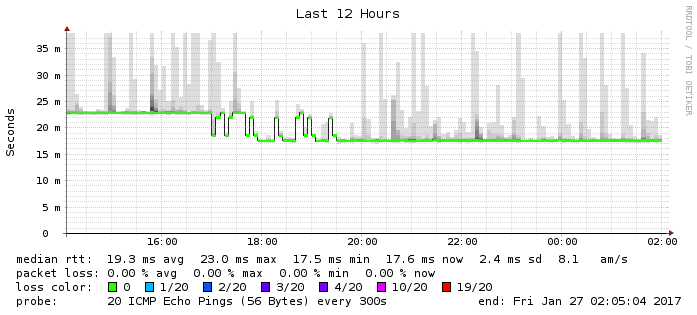 Last 12 Hours
RRDTOOL / TOBI OETIKER
Seconds
35 m
30 m
25 m
20 m
15 m
10 m
5 m
0
16:00 18:00 20:00 22:00 00:00 02:00
median rtt: 19.3 ms avg 23.0 ms max 17.5 ms min 17.6 ms now 2.4 ms sd 8.1 am/s
packet loss: 0.00 % avg 0.00 % max 0.00 % min 0.00 % now
loss color: 0 1/20 2/20 3/20 4/20 10/20 19/20
probe: 20 ICMP Echo Pings (56 Bytes) every 300s end: Fri Jan 27 02:05:04 2017